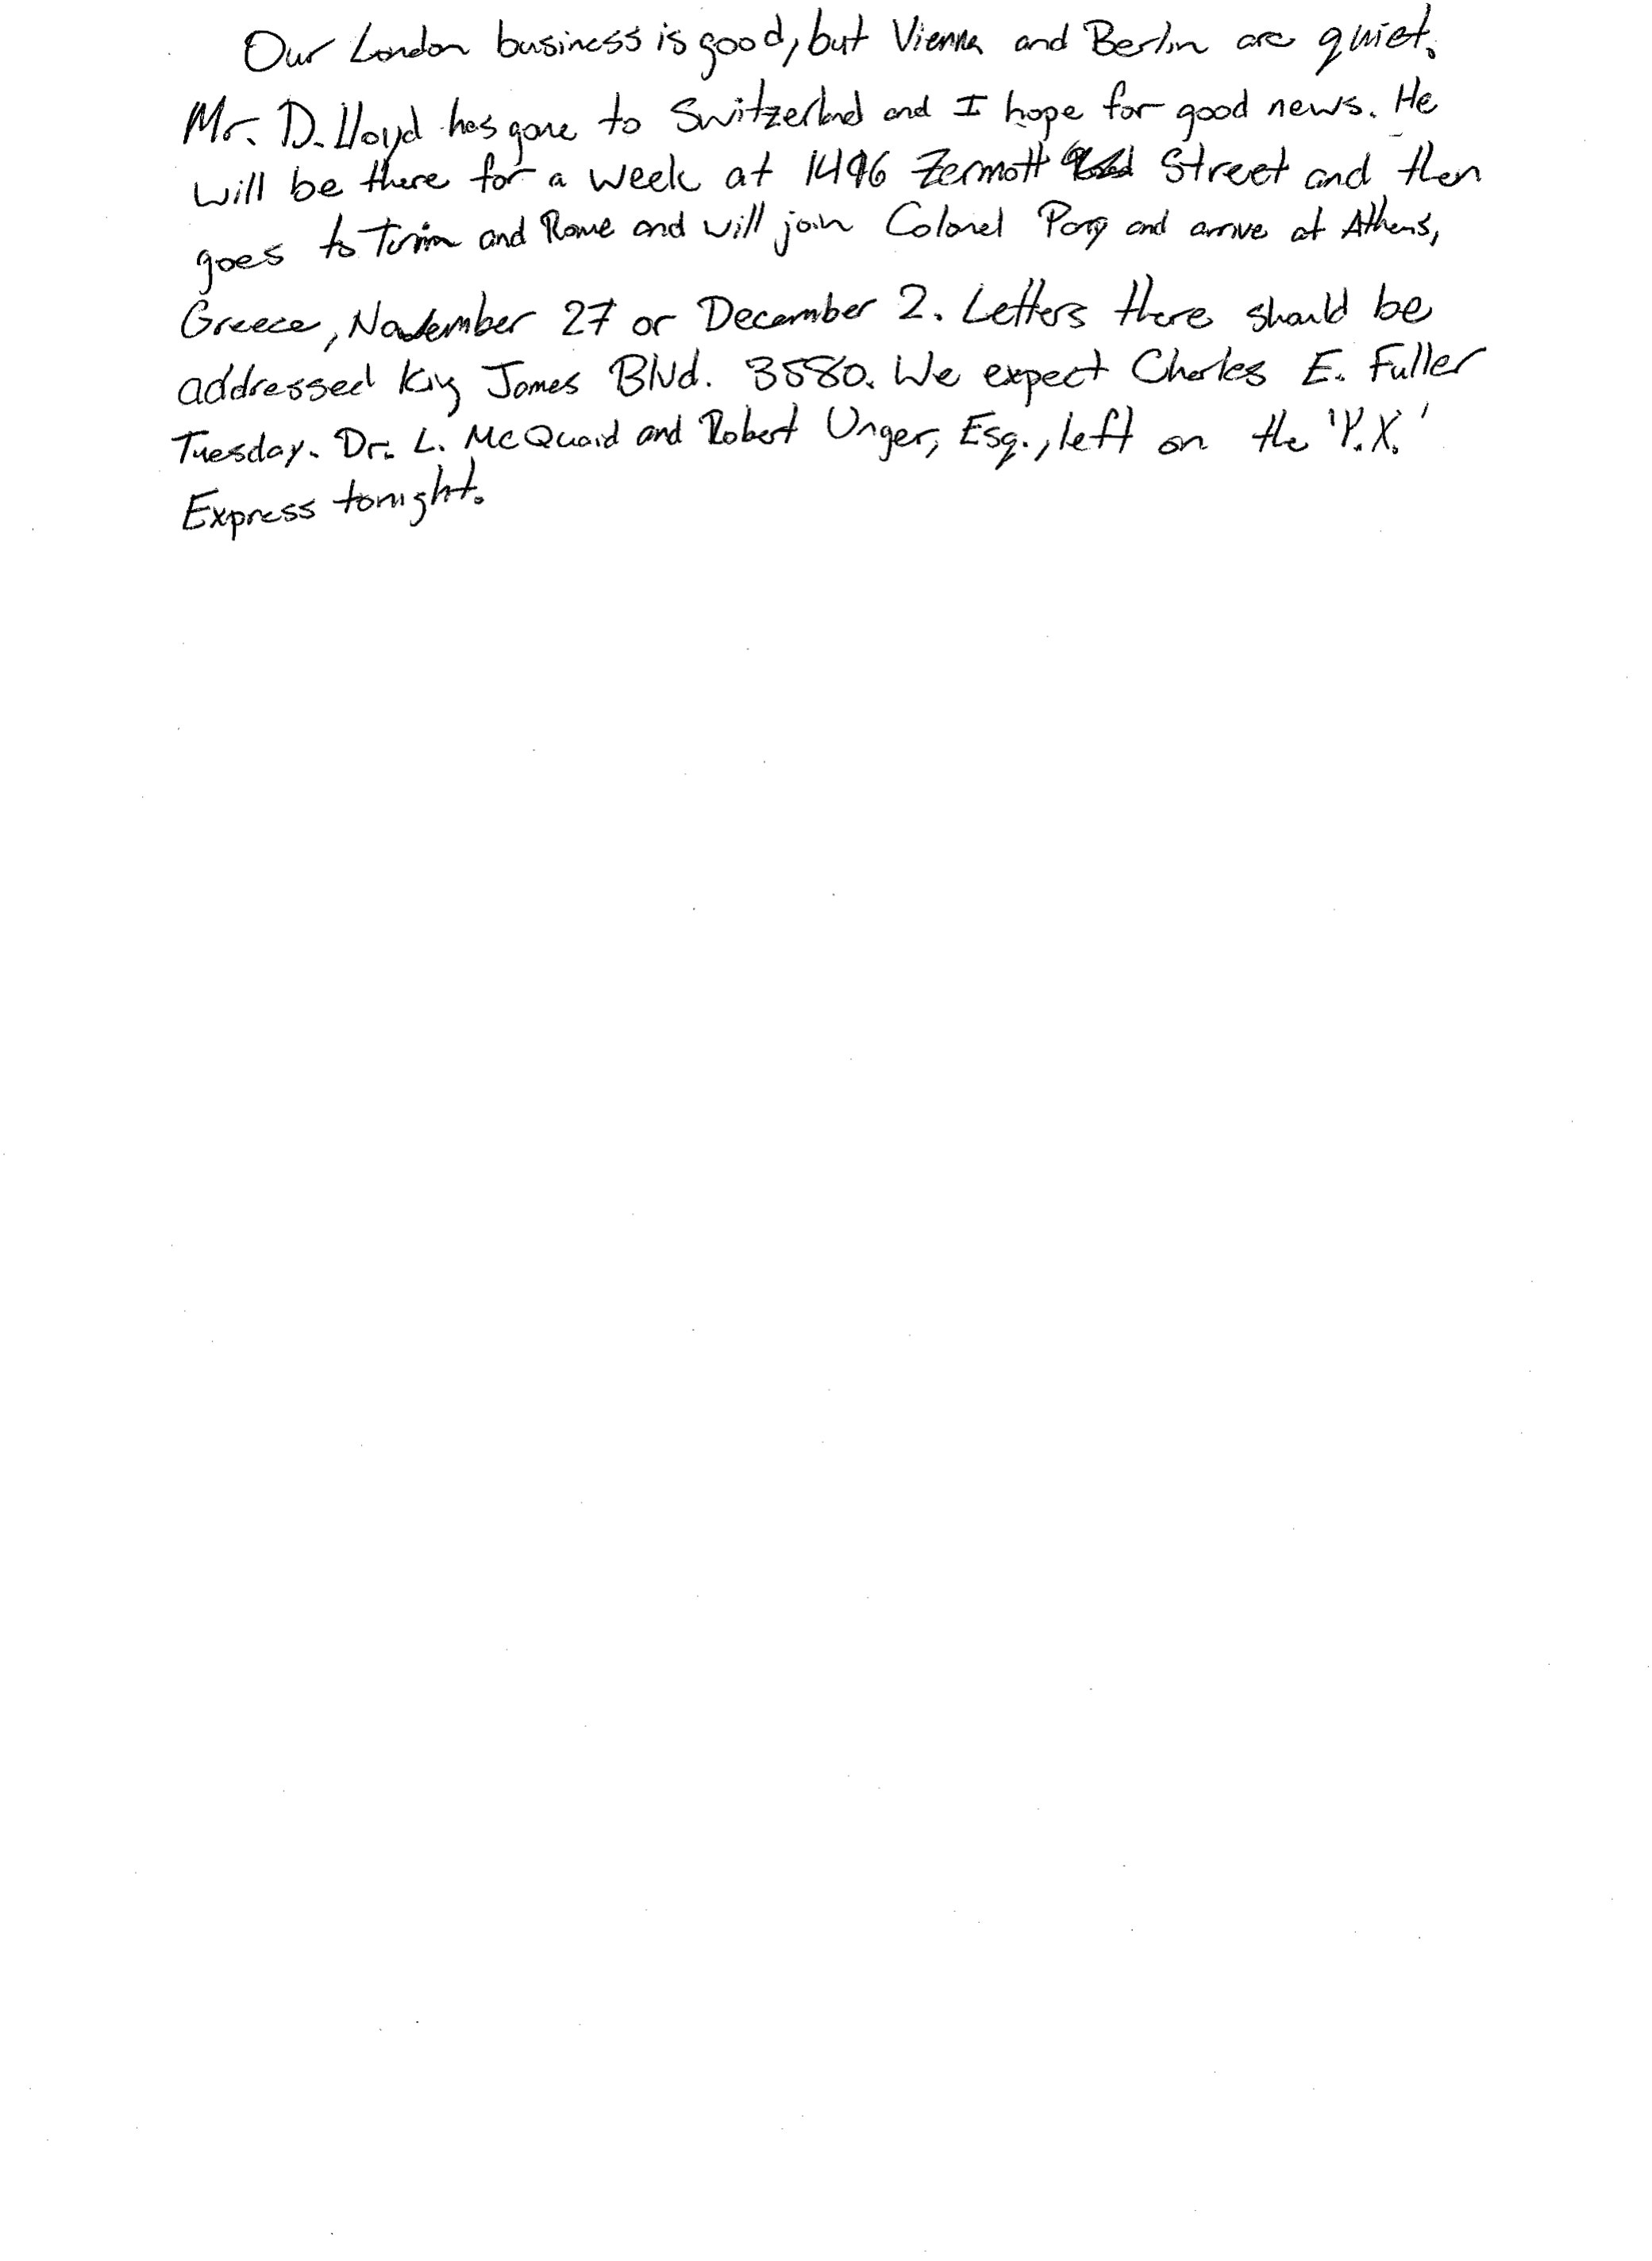 Our London business is good, but Vienna and Berlin are quiet.
Mr. D. Lloyd has gone to Switzerland and I hope for good news. He
will be there for a week at 1496 Zermott Street and then
goes to Turin and Rome and will join Colonel Parry and arrive at Athens,
Greece, November 27 or December 2. Letters there should be
addressed King James Blvd. 3580. We expect Charles E. Fuller
Tuesday. Dr. L. McQuaid and Robert Unger, Esq., left on the 'Y.X.'
Express tonight.